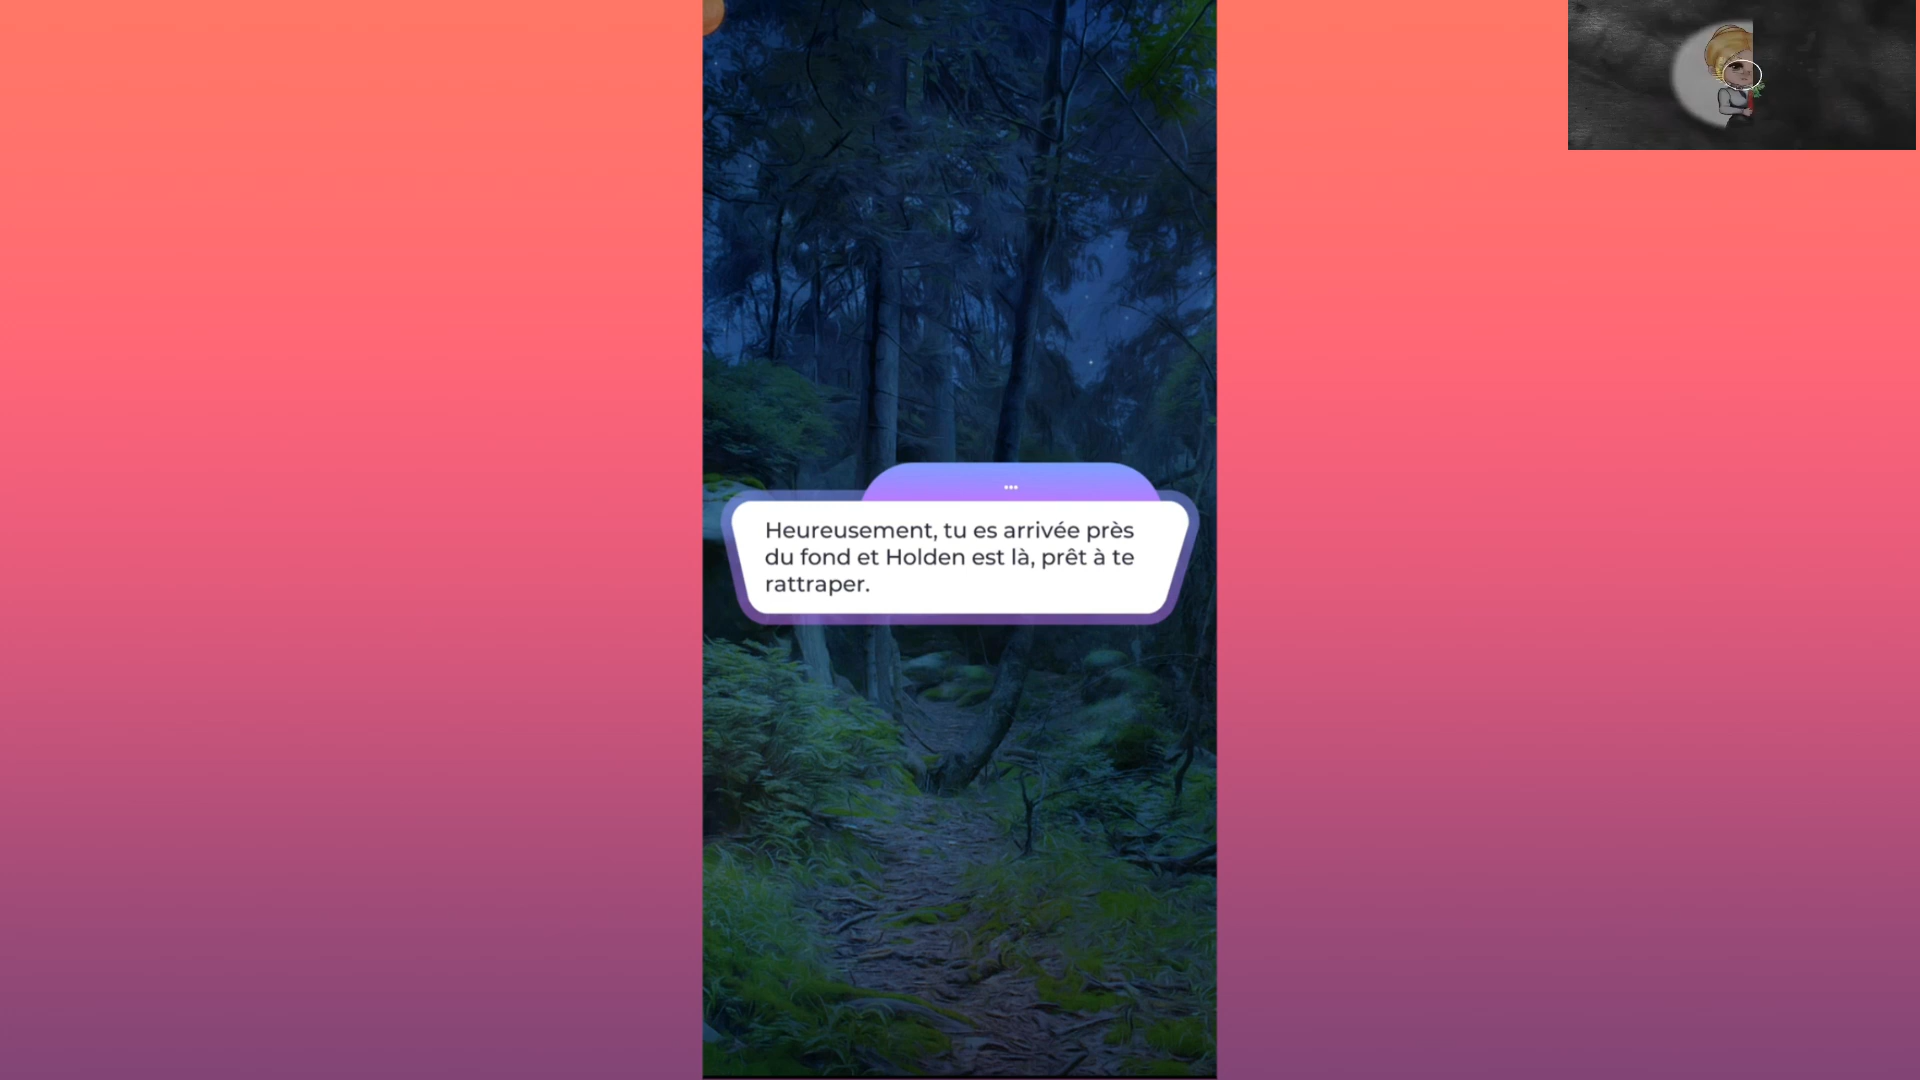 ...
Heureusement, tu es arrivée près
du fond et Holden est là, prêt à te
rattraper.